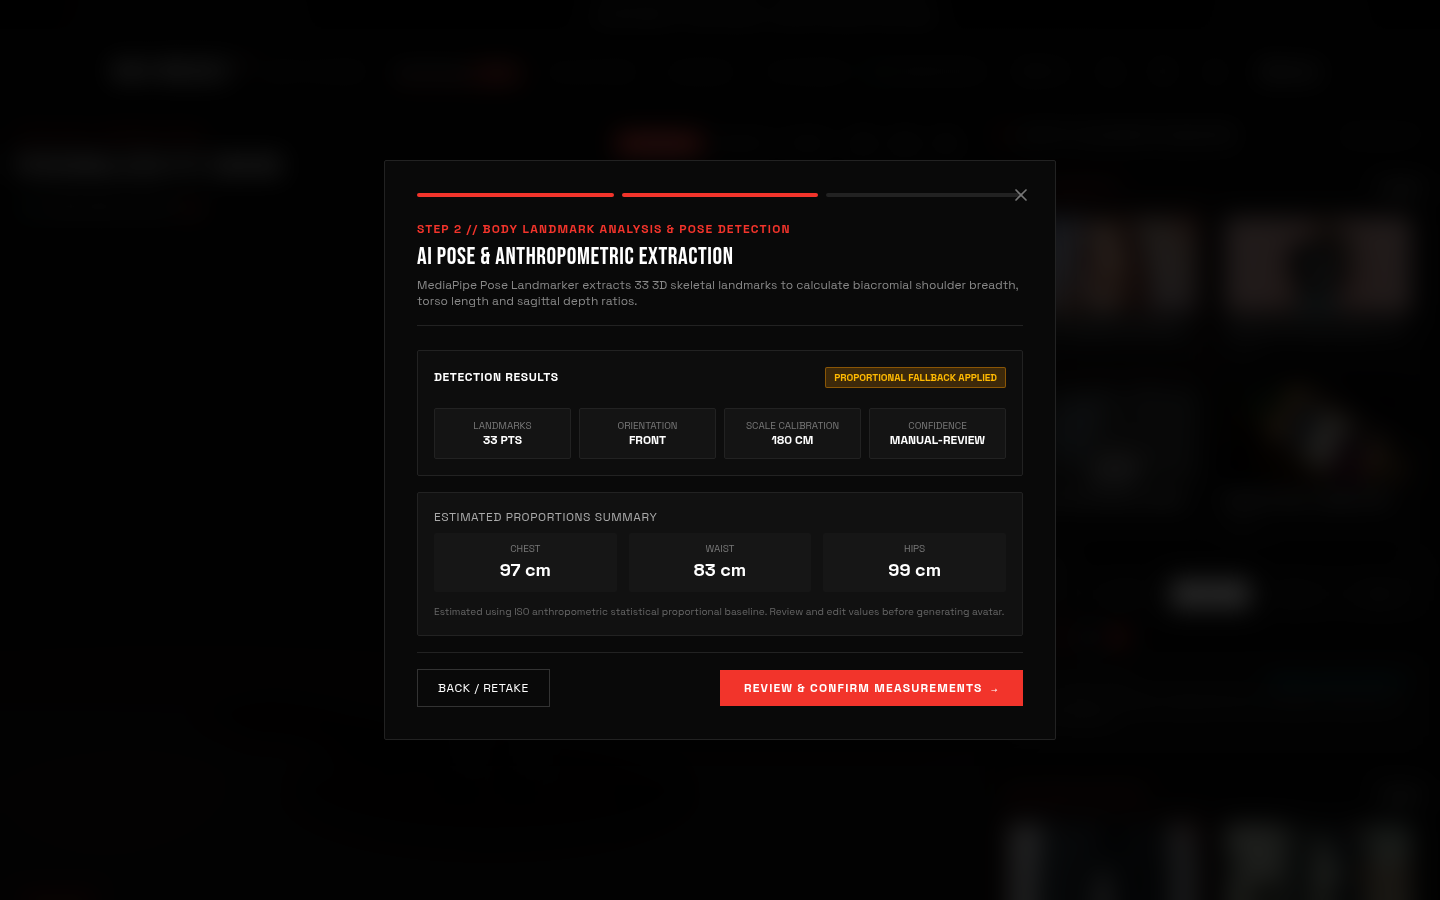 STEP 2 // BODY LANDMARK ANALYSIS & POSE DETECTION
AI POSE & ANTHROPOMETRIC EXTRACTION
MediaPipe Pose Landmarker extracts 33 3D skeletal landmarks to calculate biacromial shoulder breadth,
torso length and sagittal depth ratios.
DETECTION RESULTS
PROPORTIONAL FALLBACK APPLIED
LANDMARKS
33 PTS
ORIENTATION
FRONT
SCALE CALIBRATION
180 CM
CONFIDENCE
MANUAL-REVIEW
ESTIMATED PROPORTIONS SUMMARY
CHEST
97 cm
WAIST
83 cm
HIPS
99 cm
Estimated using ISO anthropometric statistical proportional baseline. Review and edit values before generating avatar.
BACK / RETAKE
REVIEW & CONFIRM MEASUREMENTS →